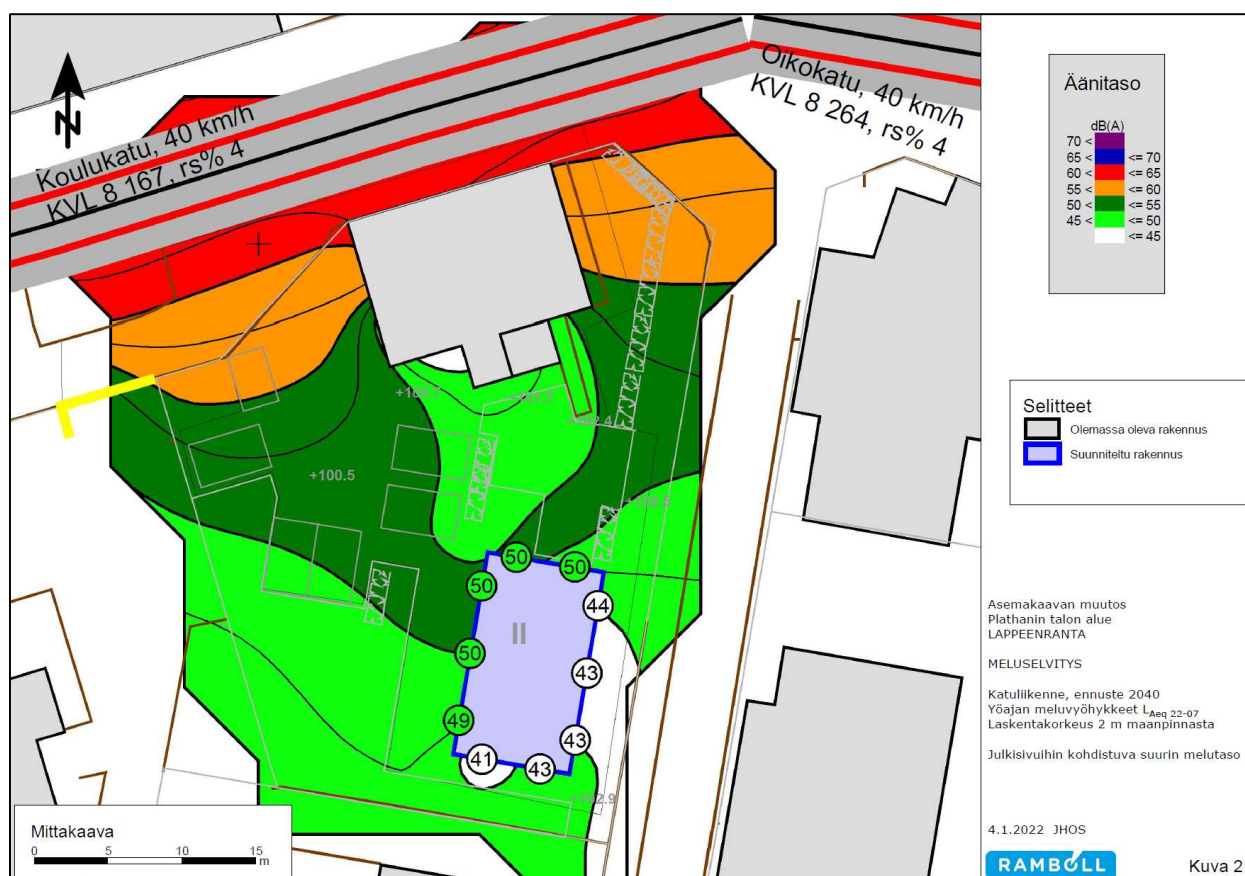 N
Koulukatu, 40 km/h
KVL 8 167, rs% 4
Oikokatu, 40 km/h
KVL 8 264, rs% 4
+100.5
II
50
50
50
44
50
43
49
43
41
43
Mittakaava
0 5 10 15
m
Äänitaso
dB(A)
70 <
65 < <= 70
60 < <= 65
55 < <= 60
50 < <= 55
45 < <= 50
<= 45
Selitteet
Olemassa oleva rakennus
Suunniteltu rakennus
Asemakaavan muutos
Plathanin talon alue
LAPPEENRANTA
MELUSELVITYS
Katuliikenne, ennuste 2040
Yöajan meluvyöhykkeet LAeq 22-07
Laskentakorkeus 2 m maanpinnasta
Julkisivuihin kohdistuva suurin melutaso
4.1.2022 JHOS
RAMBOLL
Kuva 2